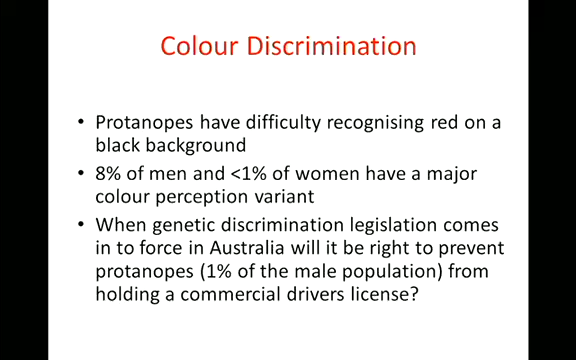 Colour Discrimination
• Protanopes have difficulty recognising red on a
black background
• 8% of men and <1% of women have a major
colour perception variant
• When genetic discrimination legislation comes
in to force in Australia will it be right to prevent
protanopes (1% of the male population) from
holding a commercial drivers license?